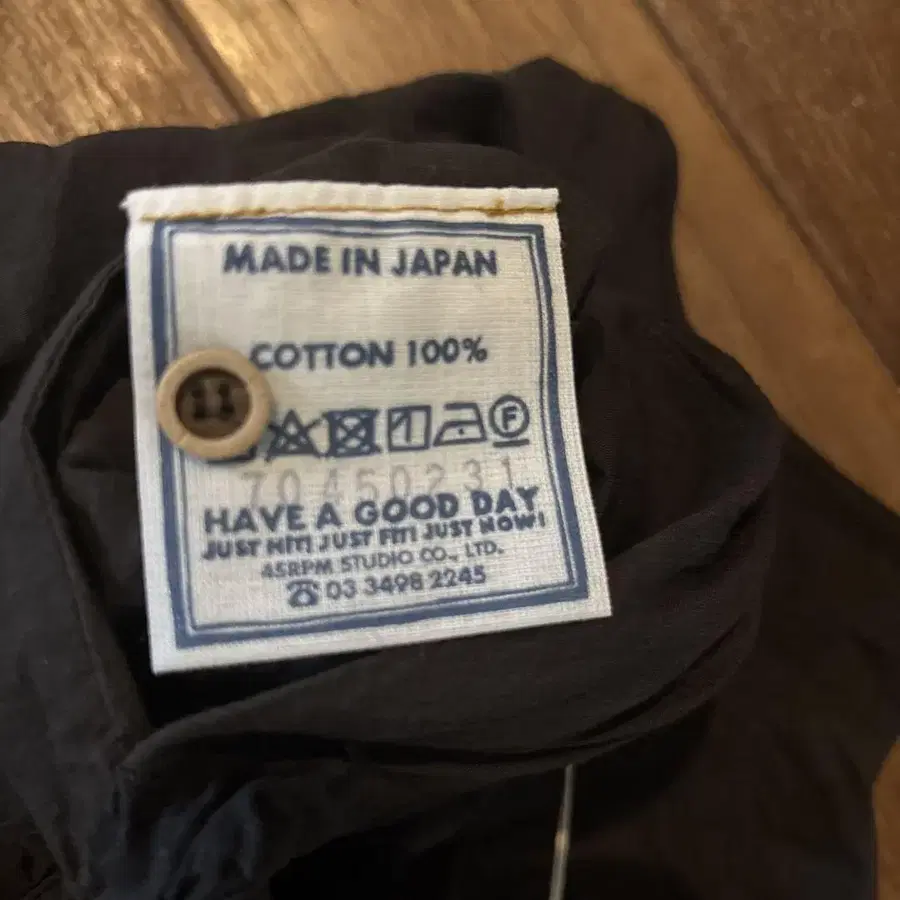 MADE IN JAPAN
COTTON 100%
F
70450231
HAVE A GOOD DAY
JUST HIT! JUST FIT! JUST NOW!
45RPM STUDIO CO., LTD.
☎ 03 3498 2245